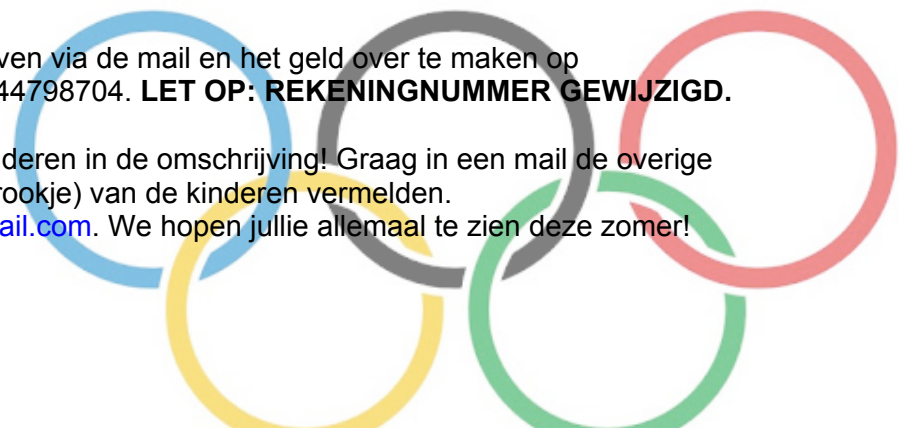 ven via de mail en het geld over te maken op
44798704. LET OP: REKENINGNUMMER GEWIJZIGD.
deren in de omschrijving! Graag in een mail de overige
rookje) van de kinderen vermelden.
ail.com. We hopen jullie allemaal te zien deze zomer!